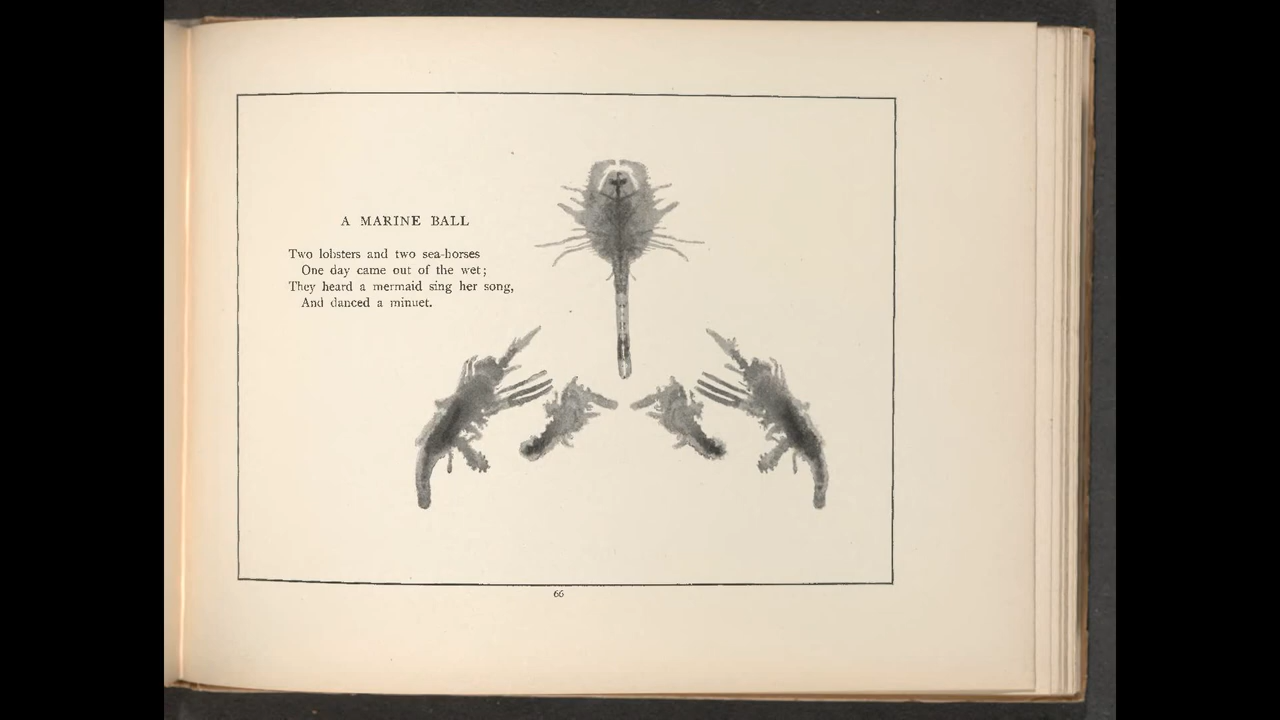 A MARINE BALL
Two lobsters and two sea-horses
One day came out of the wet;
They heard a mermaid sing her song,
And danced a minuet.
66